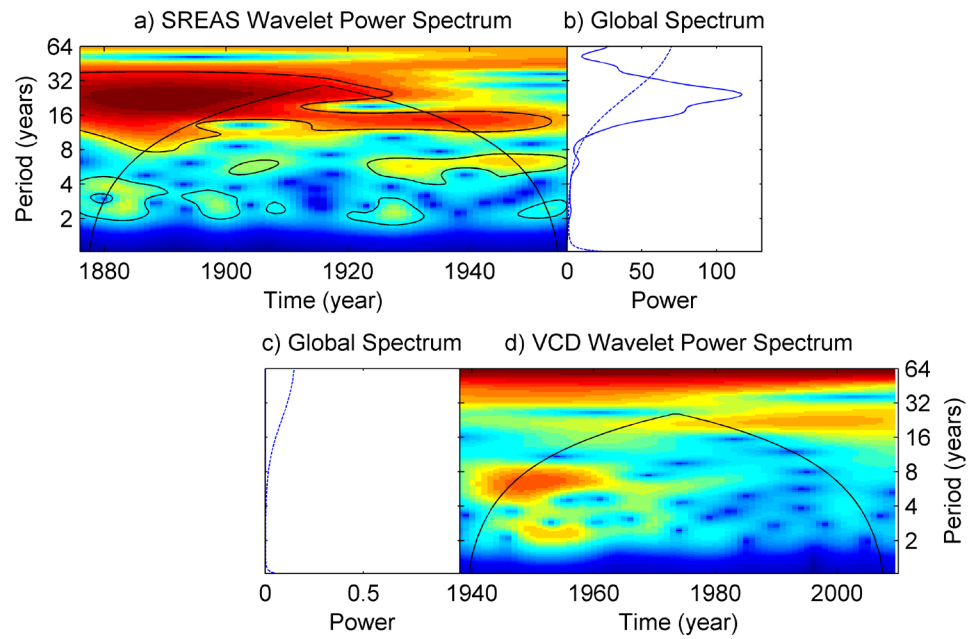 a) SREAS Wavelet Power Spectrum
b) Global Spectrum
64
32
16
8
4
2
Period (years)
1880 1900 1920 1940
Time (year)
0 50 100
Power
c) Global Spectrum
d) VCD Wavelet Power Spectrum
0 0.5
Power
1940 1960 1980 2000
Time (year)
64
32
16
8
4
2
Period (years)